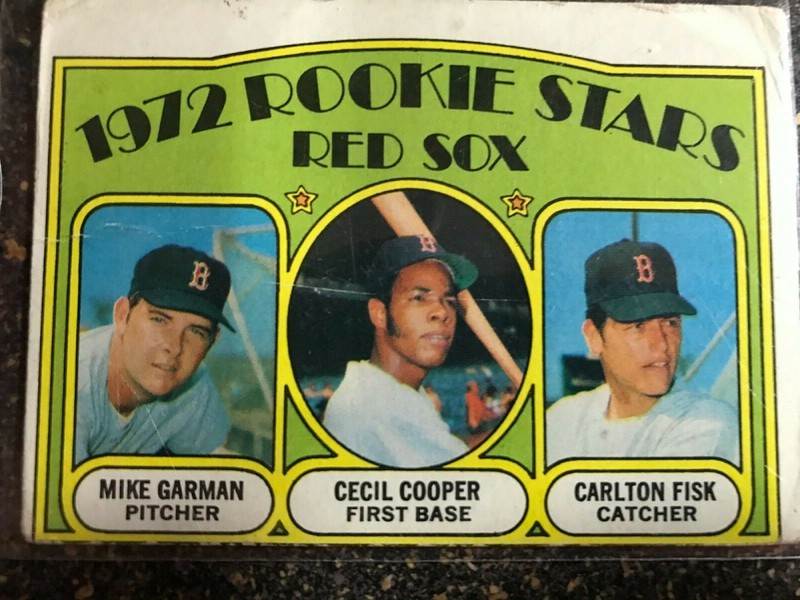 1972 ROOKIE STARS
RED SOX
B
B
B
MIKE GARMAN
PITCHER
CECIL COOPER
FIRST BASE
CARLTON FISK
CATCHER